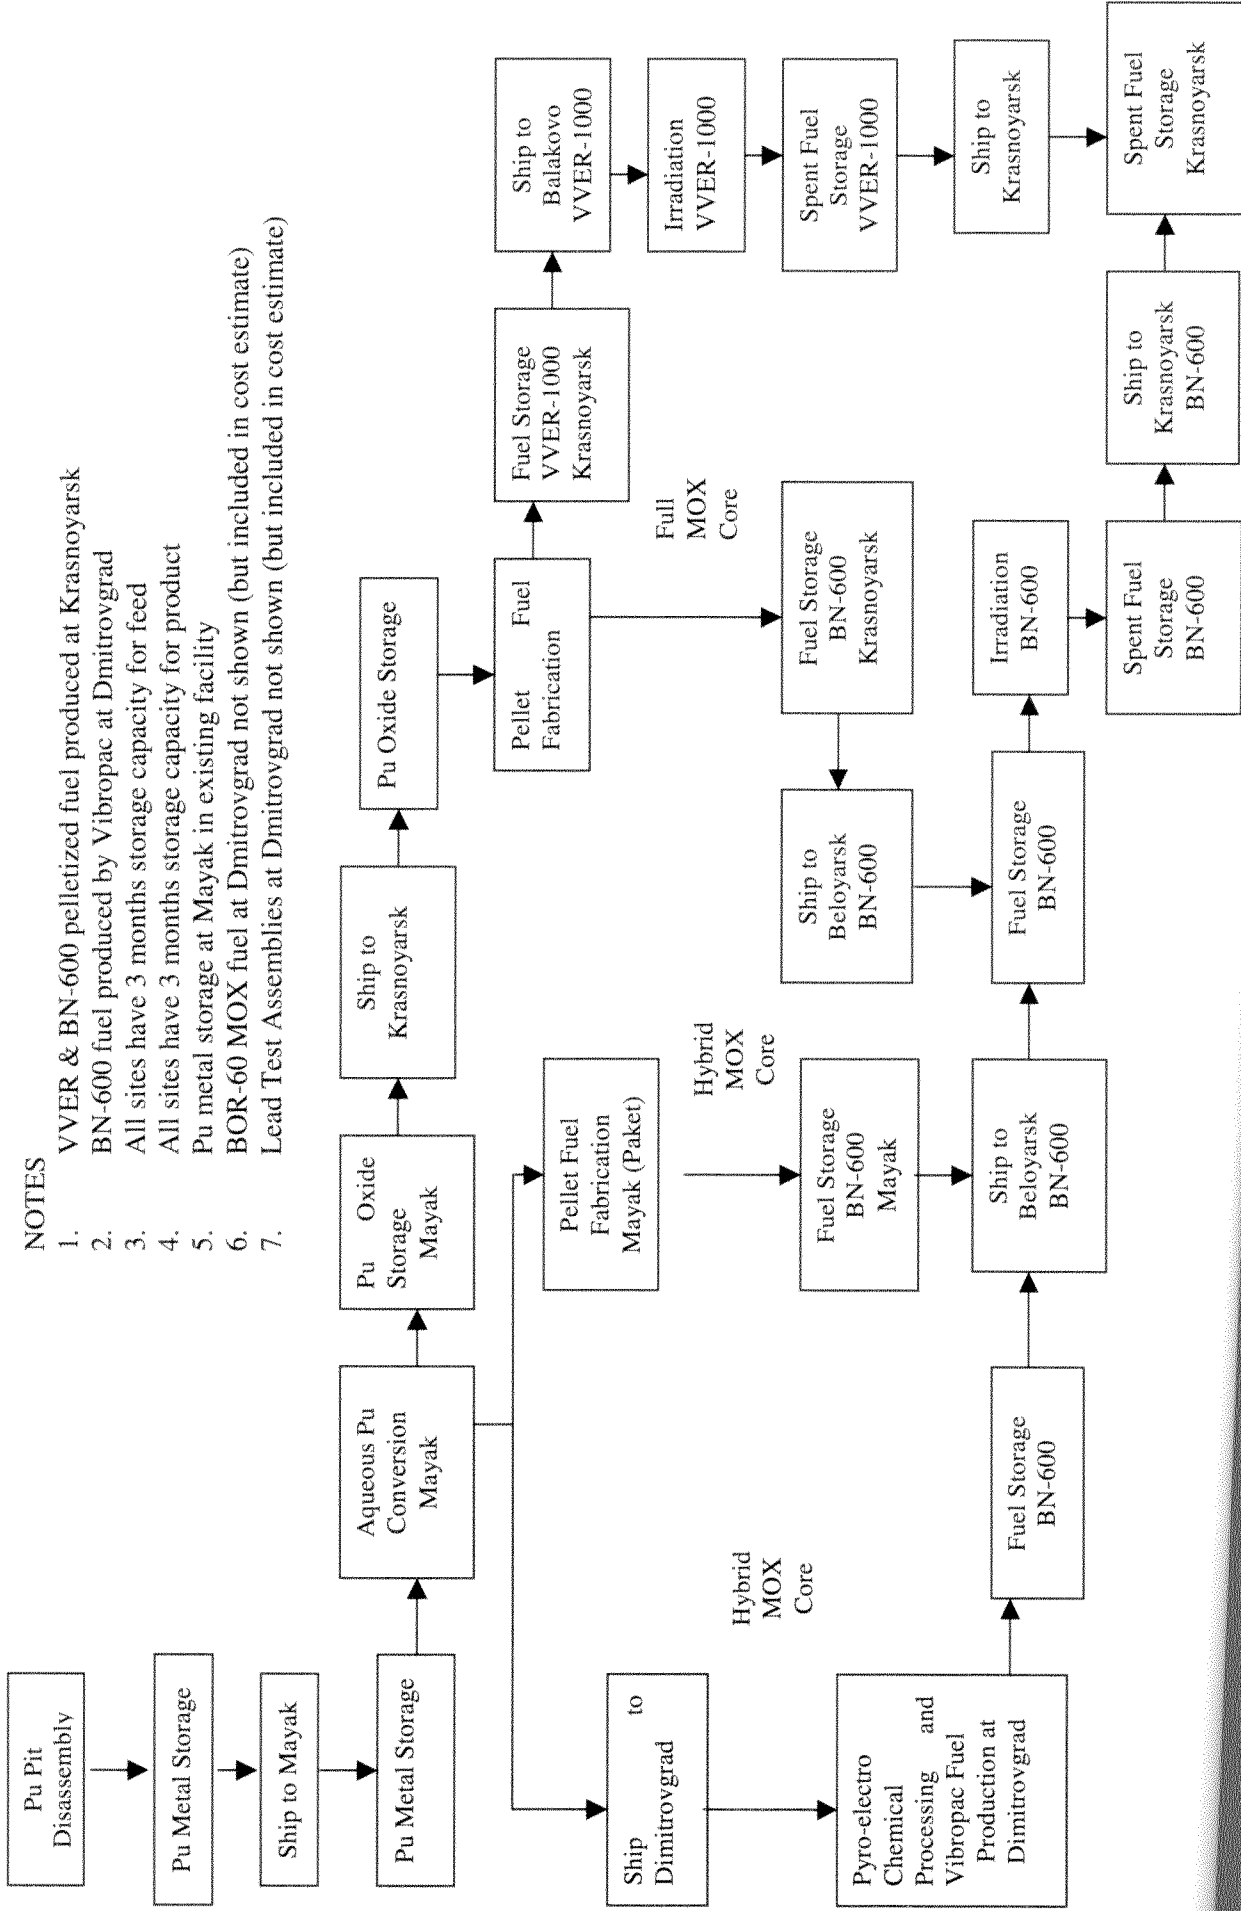 NOTES
1. VVER & BN-600 pelletized fuel produced at Krasnoyarsk
2. BN-600 fuel produced by Vibropac at Dmitrovgrad
3. All sites have 3 months storage capacity for feed
4. All sites have 3 months storage capacity for product
5. Pu metal storage at Mayak in existing facility
6. BOR-60 MOX fuel at Dmitrovgrad not shown (but included in cost estimate)
7. Lead Test Assemblies at Dmitrovgrad not shown (but included in cost estimate)
Pu Pit
Disassembly
Pu Metal Storage
Ship to Mayak
Pu Metal Storage
Aqueous Pu
Conversion
Mayak
Pu Oxide
Storage
Mayak
Ship to
Krasnoyarsk
Pu Oxide Storage
Pellet Fuel
Fabrication
Fuel Storage
VVER-1000
Krasnoyarsk
Ship to
Balakovo
VVER-1000
Irradiation
VVER-1000
Spent Fuel
Storage
VVER-1000
Ship to
Krasnoyarsk
Spent Fuel
Storage
Krasnoyarsk
Full
MOX
Core
Fuel Storage
BN-600
Krasnoyarsk
Ship to
Beloyarsk
BN-600
Pellet Fuel
Fabrication
Mayak (Paket)
Hybrid
MOX
Core
Fuel Storage
BN-600
Mayak
Ship to
Dimitrovgrad
Hybrid
MOX
Core
Pyro-electro
Chemical
Processing and
Vibropac Fuel
Production at
Dimitrovgrad
Fuel Storage
BN-600
Ship to
Beloyarsk
BN-600
Fuel Storage
BN-600
Irradiation
BN-600
Spent Fuel
Storage
BN-600
Ship to
Krasnoyarsk
BN-600